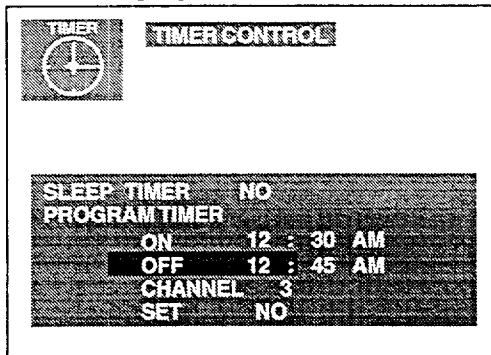 TIMER
TIMER CONTROL
SLEEP TIMER NO
PROGRAM TIMER
ON 12 : 30 AM
OFF 12 : 45 AM
CHANNEL 3
SET NO